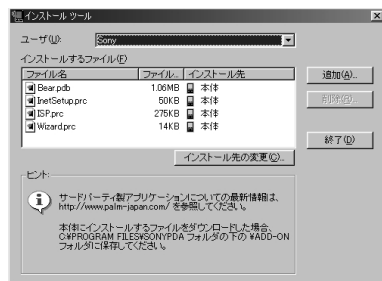 インストール ツール
ユーザ(U): Sony
インストールするファイル(F)
ファイル名 ファイル.. インストール先
Bear.pdb 1.06MB 本体
InetSetup.prc 50KB 本体
ISP.prc 275KB 本体
Wizard.prc 14KB 本体
追加(A)...
削除(R)...
終了(D)
インストール先の変更(C)...
ヒント:
サードパーティ製アプリケーションについての最新情報は、
http://www.palm-japan.com/ を参照してください。
本体にインストールするファイルをダウンロードした場合、
C:¥PROGRAM FILES¥SONYPDA フォルダの下の ¥ADD-ON
フォルダに保存してください。